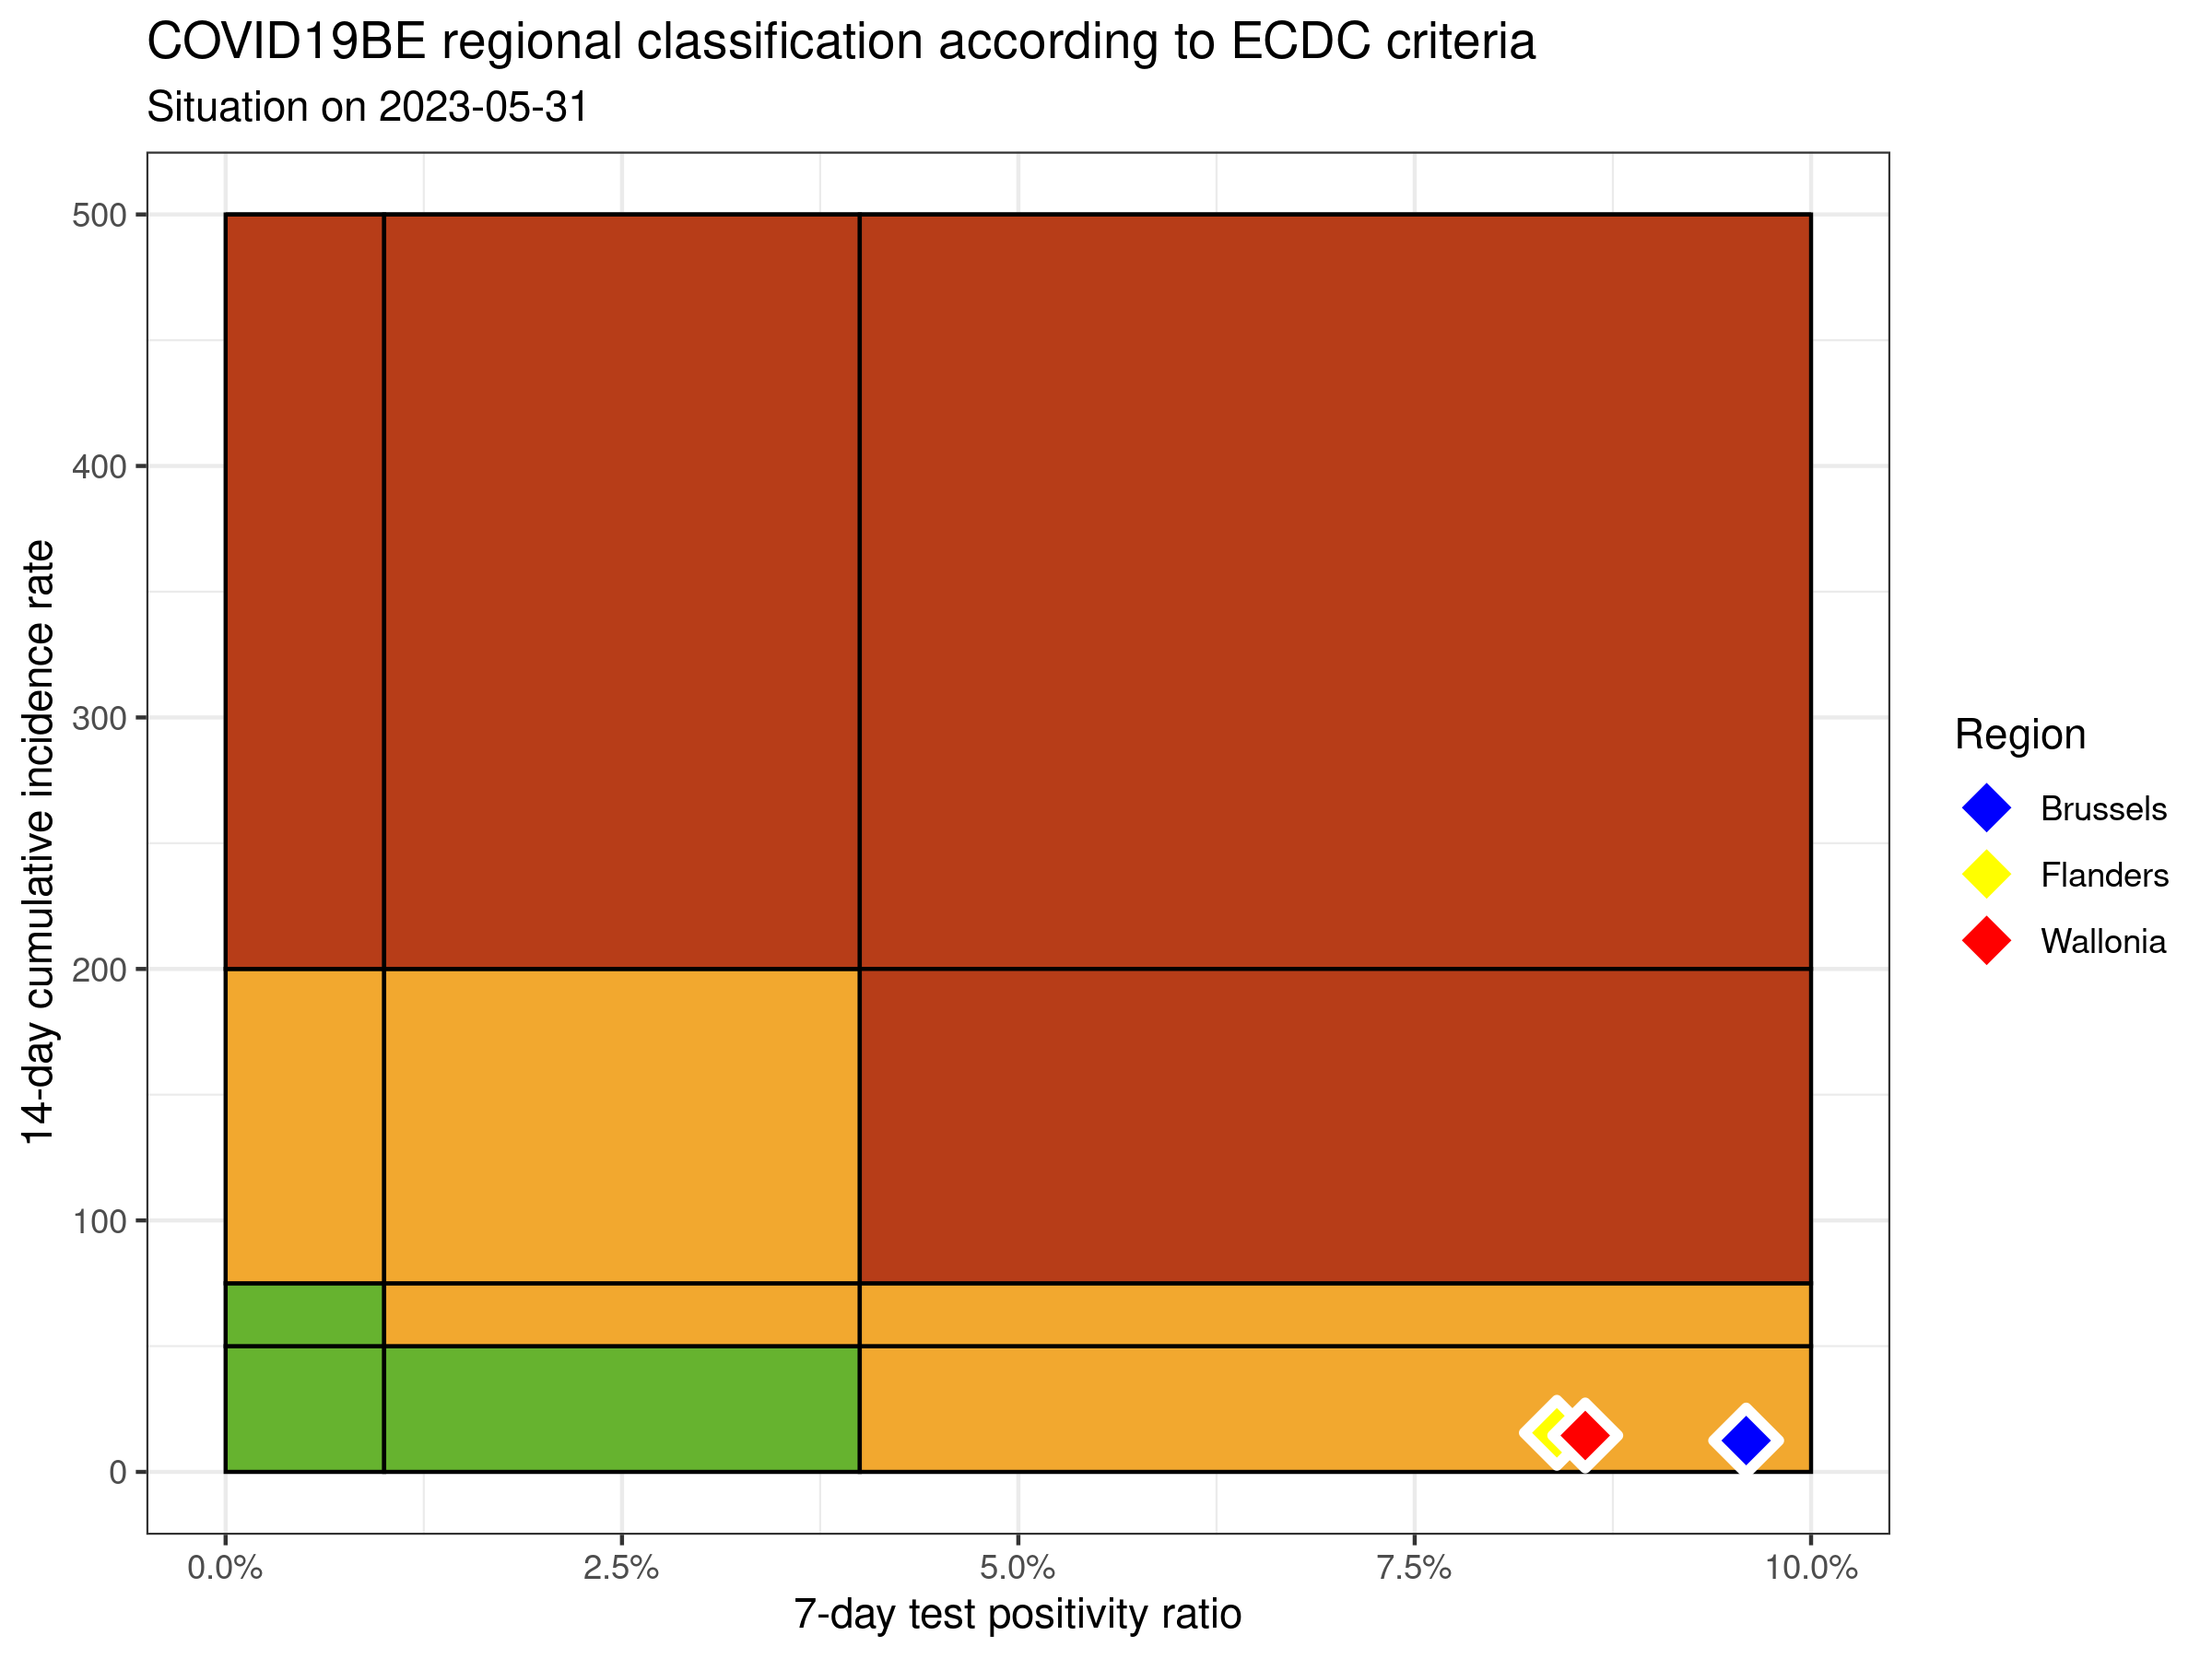 COVID19BE regional classification according to ECDC criteria
Situation on 2023-05-31
14-day cumulative incidence rate
500
400
300
200
100
0
0.0%
2.5%
5.0%
7.5%
10.0%
7-day test positivity ratio
Region
Brussels
Flanders
Wallonia